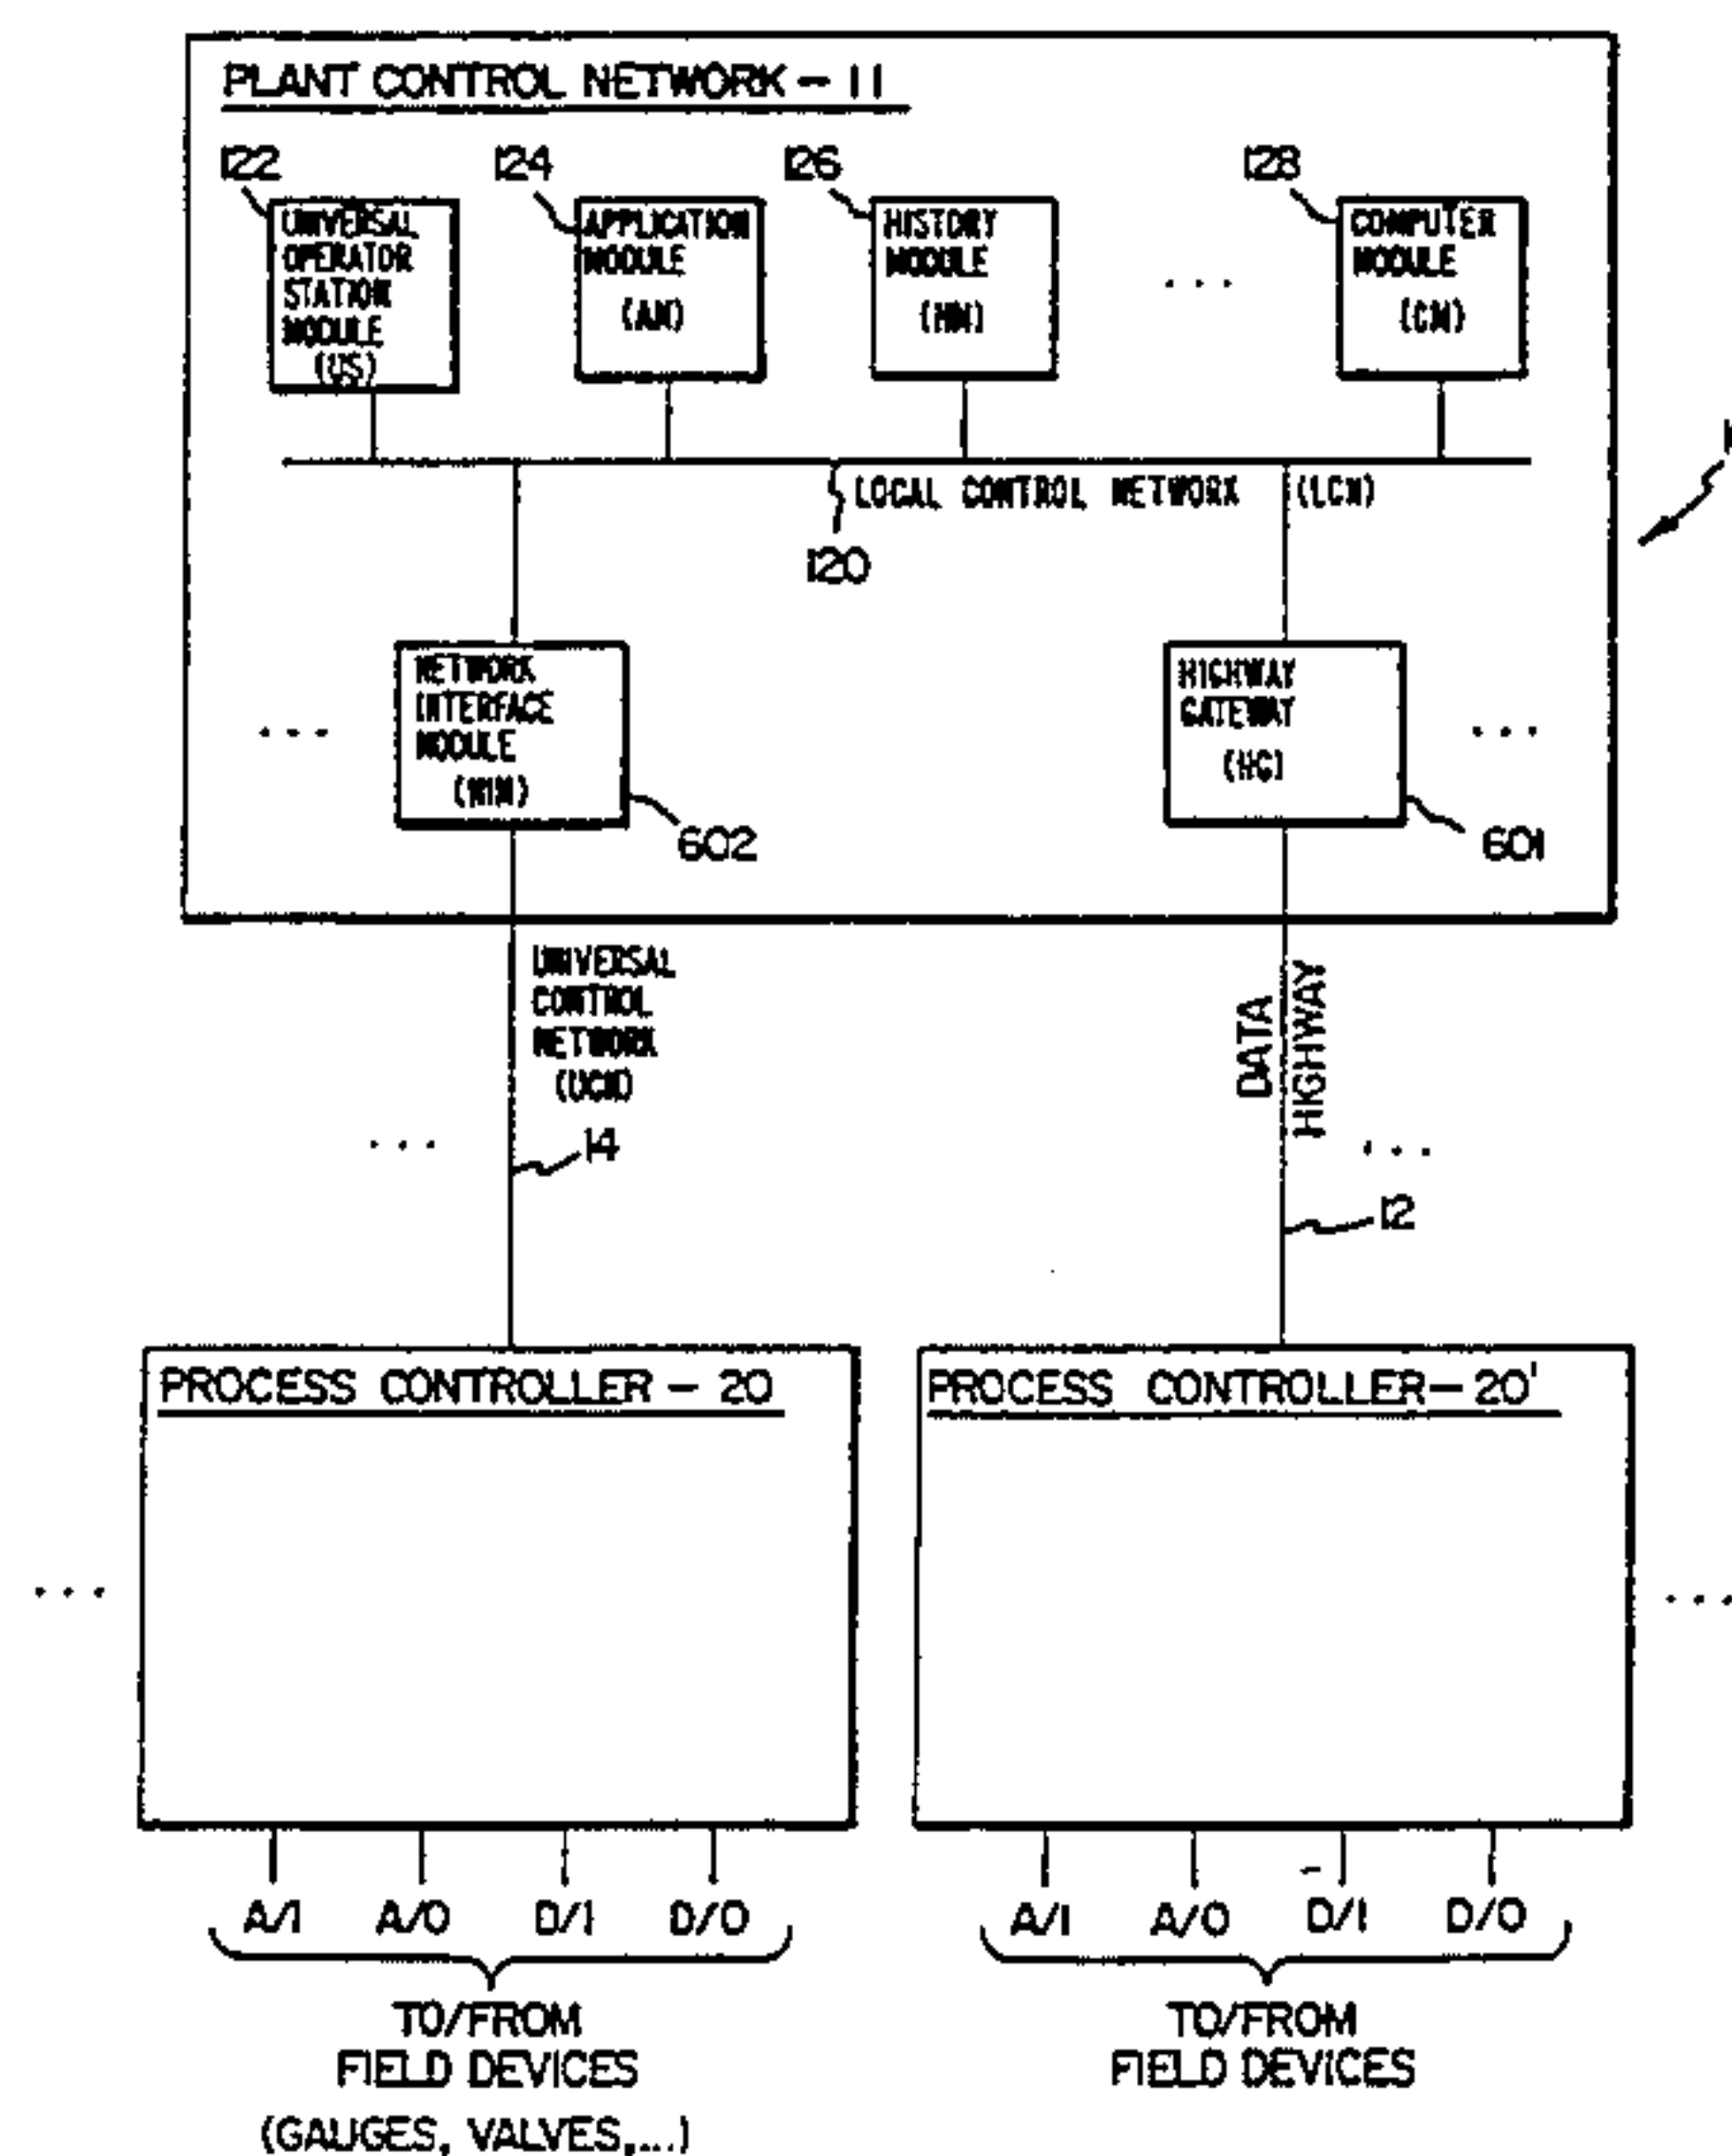 PLANT CONTROL NETWORK - 11
122
124
126
128
UNIVERSAL
OPERATOR
STATION
MODULE
(US)
APPLICATION
MODULE
(AM)
HISTORY
MODULE
(HM)
...
COMPUTER
MODULE
(CM)
LOCAL CONTROL NETWORK (LCN)
120
NETWORK
INTERFACE
MODULE
(NIM)
...
602
HIGHWAY
GATEWAY
(HG)
...
601
UNIVERSAL
CONTROL
NETWORK
(UCN)
...
14
DATA
HIGHWAY
...
12
PROCESS CONTROLLER - 20
PROCESS CONTROLLER - 20'
...
...
A/I A/O D/I D/O
A/I A/O D/I D/O
TO/FROM
FIELD DEVICES
(GAUGES, VALVES,...)
TO/FROM
FIELD DEVICES